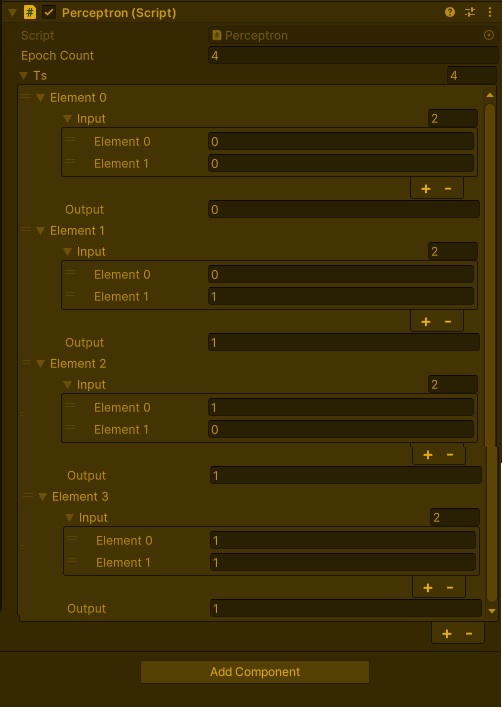 Perceptron (Script)
Script Perceptron
Epoch Count 4
Ts 4
Element 0
Input 2
Element 0 0
Element 1 0
+ -
Output 0
Element 1
Input 2
Element 0 0
Element 1 1
+ -
Output 1
Element 2
Input 2
Element 0 1
Element 1 0
+ -
Output 1
Element 3
Input 2
Element 0 1
Element 1 1
+ -
Output 1
+ -
Add Component